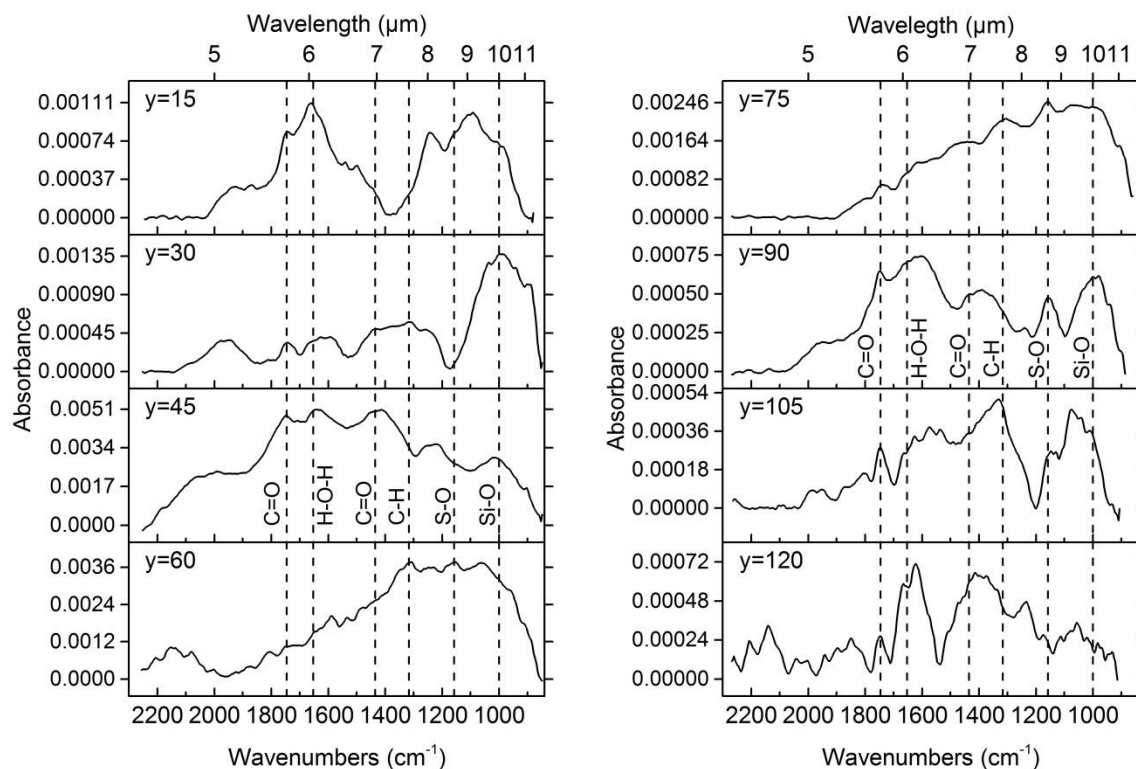 Wavelength (µm)
5 6 7 8 9 10 11
y=15
0.00111
0.00074
0.00037
0.00000
y=30
0.00135
0.00090
0.00045
0.00000
y=45
0.0051
0.0034
0.0017
0.0000
C=O
H-O-H
C=O
C-H
S-O
Si-O
y=60
0.0036
0.0024
0.0012
0.0000
Absorbance
2200 2000 1800 1600 1400 1200 1000
Wavenumbers (cm⁻¹)
Wavelegth (µm)
5 6 7 8 9 10 11
y=75
0.00246
0.00164
0.00082
0.00000
y=90
0.00075
0.00050
0.00025
0.00000
C=O
H-O-H
C=O
C-H
S-O
Si-O
y=105
0.00054
0.00036
0.00018
0.00000
y=120
0.00072
0.00048
0.00024
0.00000
Absorbance
2200 2000 1800 1600 1400 1200 1000
Wavenumbers (cm⁻¹)